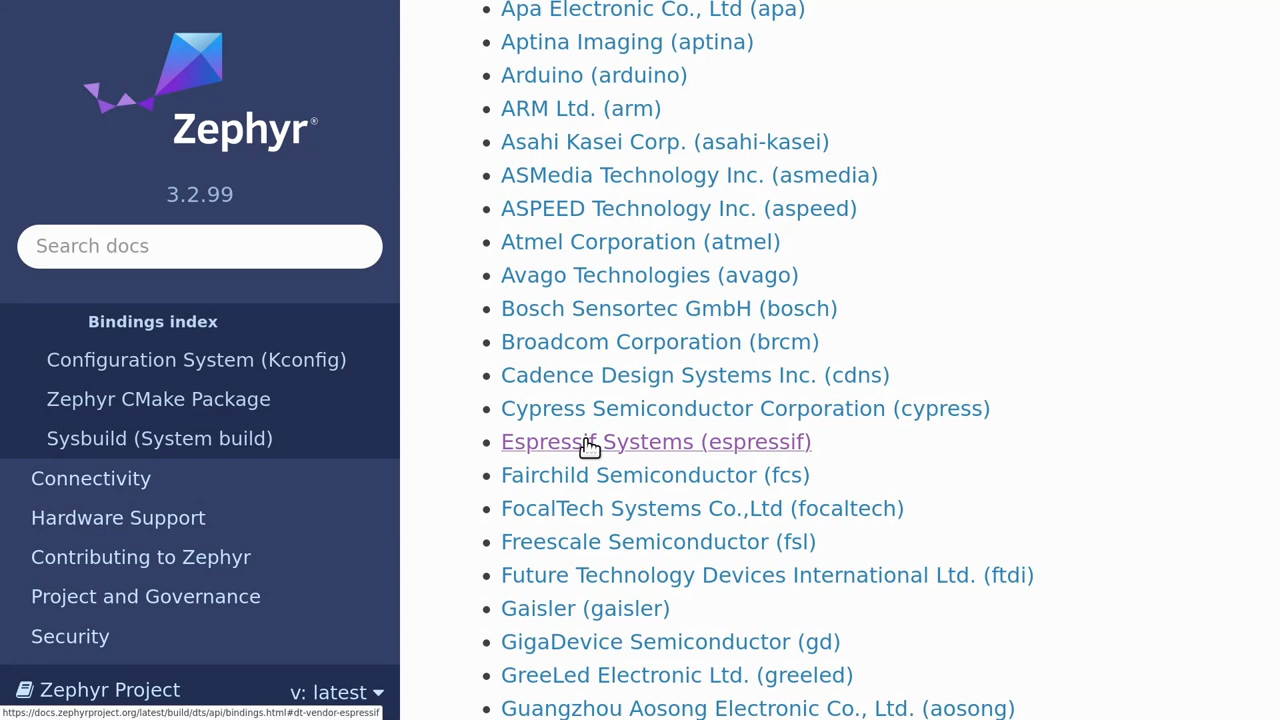 Zephyr®
3.2.99
Search docs
Bindings index
Configuration System (Kconfig)
Zephyr CMake Package
Sysbuild (System build)
Connectivity
Hardware Support
Contributing to Zephyr
Project and Governance
Security
Zephyr Project
v: latest
https://docs.zephyrproject.org/latest/build/dts/api/bindings.html#dt-vendor-espressif
Apa Electronic Co., Ltd (apa)
Aptina Imaging (aptina)
Arduino (arduino)
ARM Ltd. (arm)
Asahi Kasei Corp. (asahi-kasei)
ASMedia Technology Inc. (asmedia)
ASPEED Technology Inc. (aspeed)
Atmel Corporation (atmel)
Avago Technologies (avago)
Bosch Sensortec GmbH (bosch)
Broadcom Corporation (brcm)
Cadence Design Systems Inc. (cdns)
Cypress Semiconductor Corporation (cypress)
Espressif Systems (espressif)
Fairchild Semiconductor (fcs)
FocalTech Systems Co.,Ltd (focaltech)
Freescale Semiconductor (fsl)
Future Technology Devices International Ltd. (ftdi)
Gaisler (gaisler)
GigaDevice Semiconductor (gd)
GreeLed Electronic Ltd. (greeled)
Guangzhou Aosong Electronic Co., Ltd. (aosong)